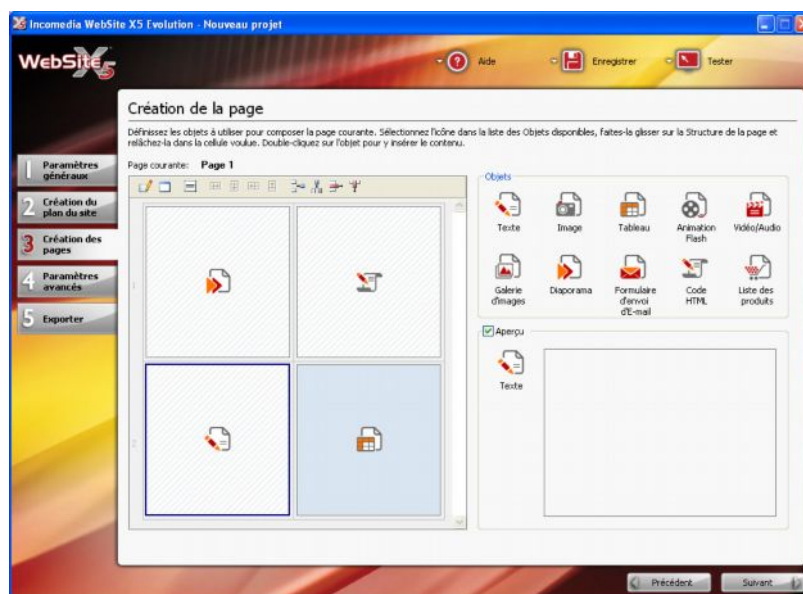 Incomedia WebSite X5 Evolution - Nouveau projet
WebSite X5
Aide
Enregistrer
Tester
Création de la page
Définissez les objets à utiliser pour composer la page courante. Sélectionnez l'icône dans la liste des Objets disponibles, faites-la glisser sur la Structure de la page et
relâchez-la dans la cellule voulue. Double-cliquez sur l'objet pour y insérer le contenu.
Page courante: Page 1
1 Paramètres
généraux
2 Création du
plan du site
3 Création des
pages
4 Paramètres
avancés
5 Exporter
1
2
Objets
Texte
Image
Tableau
Animation
Flash
Vidéo/Audio
Galerie
d'images
Diaporama
Formulaire
d'envoi
d'E-mail
Code
HTML
Liste des
produits
Aperçu
Texte
Précédent
Suivant